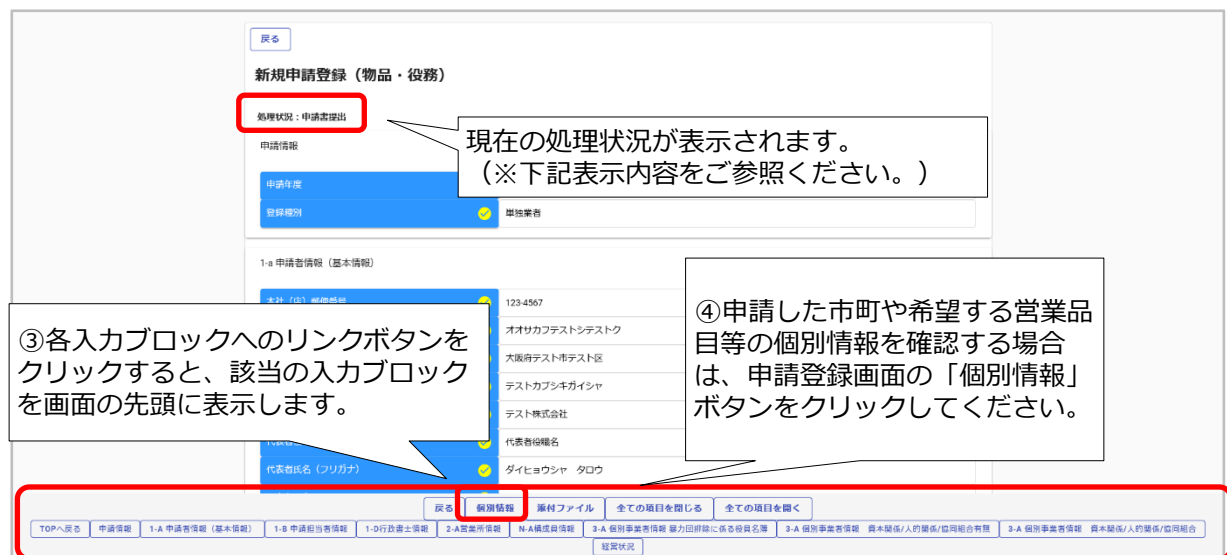 戻る
新規申請登録（物品・役務）
処理状況：申請書提出
現在の処理状況が表示されます。
（※下記表示内容をご参照ください。）
申請情報
申請年度
登録種別
単独業者
1-a 申請者情報（基本情報）
本社（店）郵便番号
123-4567
オオサカフテストシテストク
大阪府テスト市テスト区
テストカブシキガイシャ
テスト株式会社
代表者役職名
代表者氏名（フリガナ）
ダイヒョウシャ　タロウ
③各入力ブロックへのリンクボタンを
クリックすると、該当の入力ブロック
を画面の先頭に表示します。
④申請した市町や希望する営業品
目等の個別情報を確認する場合
は、申請登録画面の「個別情報」
ボタンをクリックしてください。
戻る　個別情報　添付ファイル　全ての項目を閉じる　全ての項目を開く
TOPへ戻る　申請情報　1-A 申請者情報（基本情報）　1-B 申請担当者情報　1-D行政書士情報　2-A営業所情報　N-A構成員情報　3-A 個別事業者情報 暴力団排除に係る役員名簿　3-A 個別事業者情報　資本関係/人的関係/協同組合有無　3-A 個別事業者情報　資本関係/人的関係/協同組合
経営状況